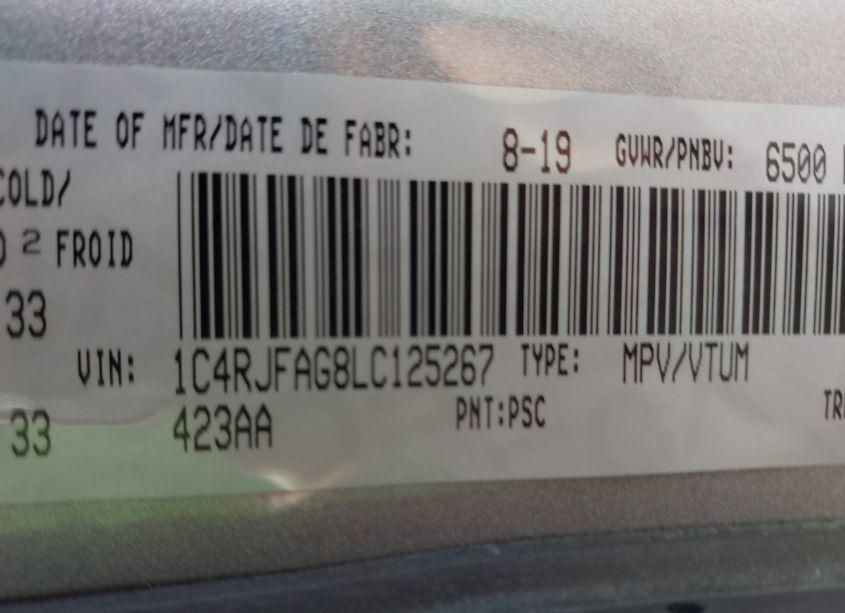 DATE OF MFR/DATE DE FABR: 8-19 GVWR/PNBV: 6500
COLD/
2 FROID
33
VIN: 1C4RJFAG8LC125267 TYPE: MPV/VTUM
33 423AA PNT:PSC